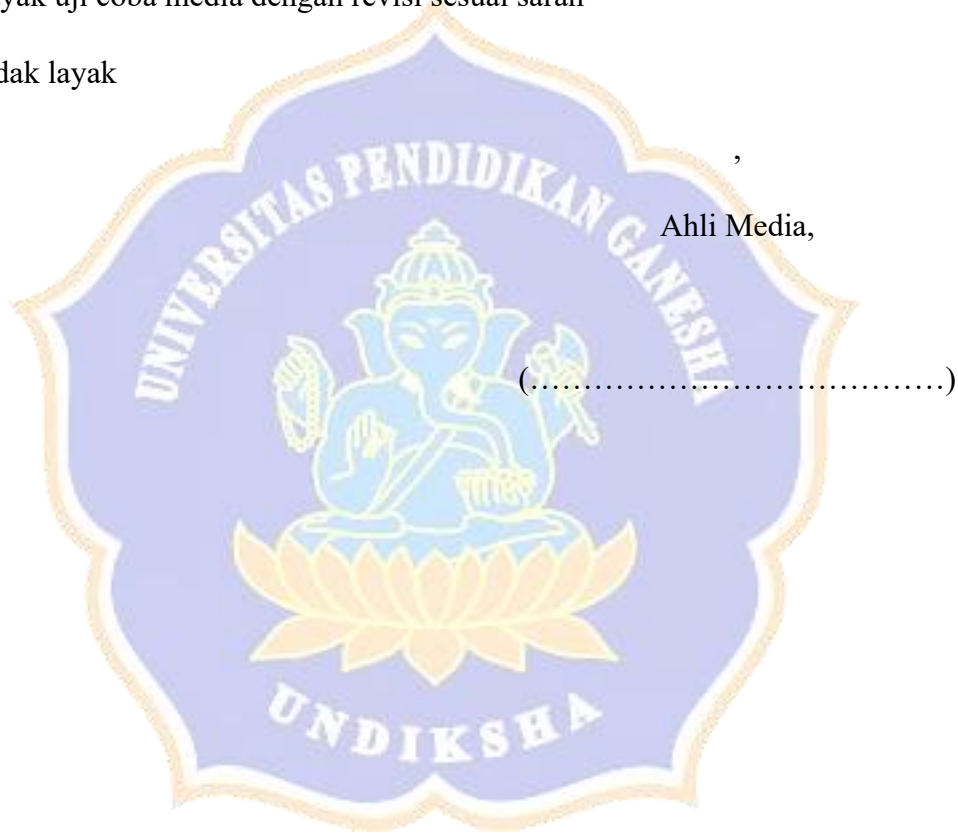 yak uji coba media dengan revisi sesuai saran
dak layak
,
UNIVERSITAS PENDIDIKAN GANESHA
Ahli Media,
(…………………………………)
UNDIKSHA